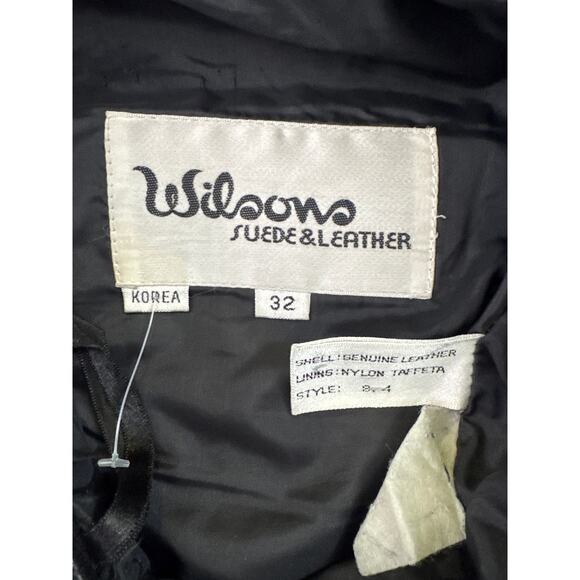 Wilsons
SUEDE & LEATHER
KOREA
32
SHELL: GENUINE LEATHER
LINING: NYLON TAFFETA
STYLE: